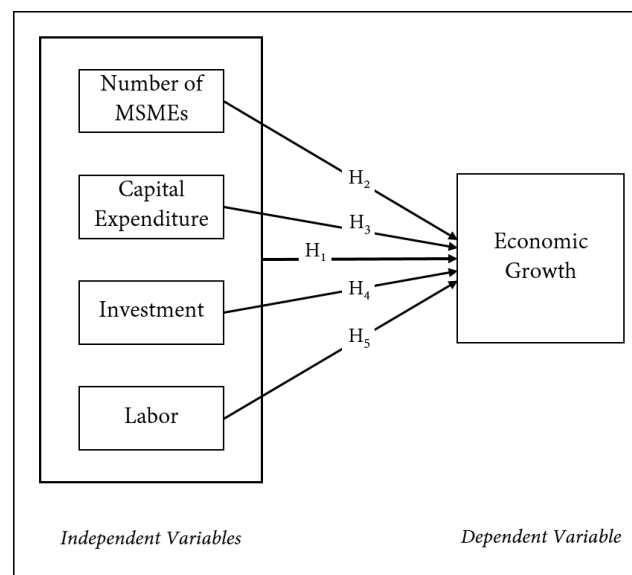 Number of
MSMEs
H₂
Capital
Expenditure
H₃
Economic
Growth
H₁
Investment
H₄
H₅
Labor
Independent Variables
Dependent Variable